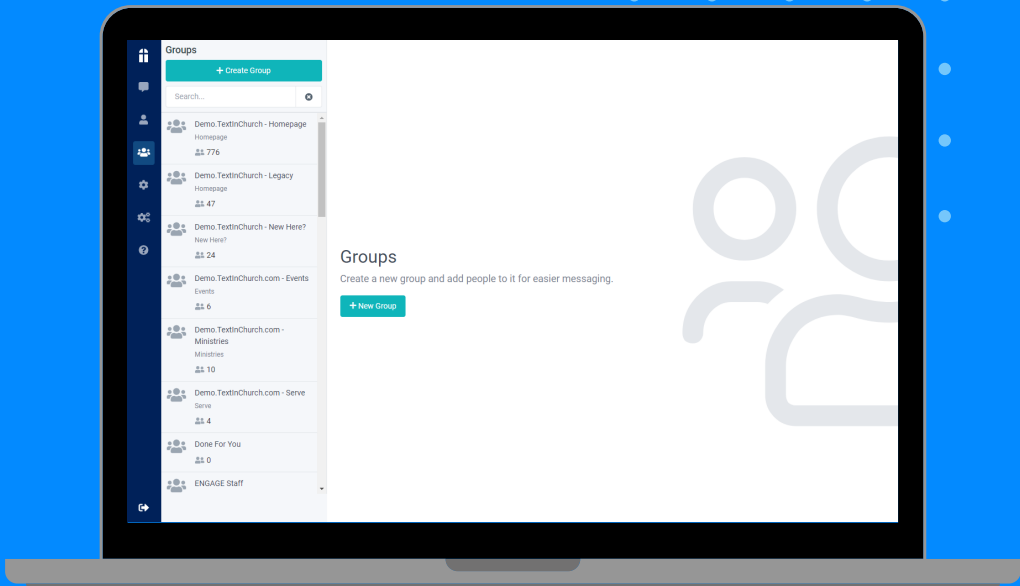 Groups
+ Create Group
Search...
Demo.TextInChurch - Homepage
Homepage
776
Demo.TextInChurch - Legacy
Homepage
47
Demo.TextInChurch - New Here?
New Here?
24
Demo.TextInChurch.com - Events
Events
6
Demo.TextInChurch.com -
Ministries
Ministries
10
Demo.TextInChurch.com - Serve
Serve
4
Done For You
0
ENGAGE Staff
Groups
Create a new group and add people to it for easier messaging.
+ New Group